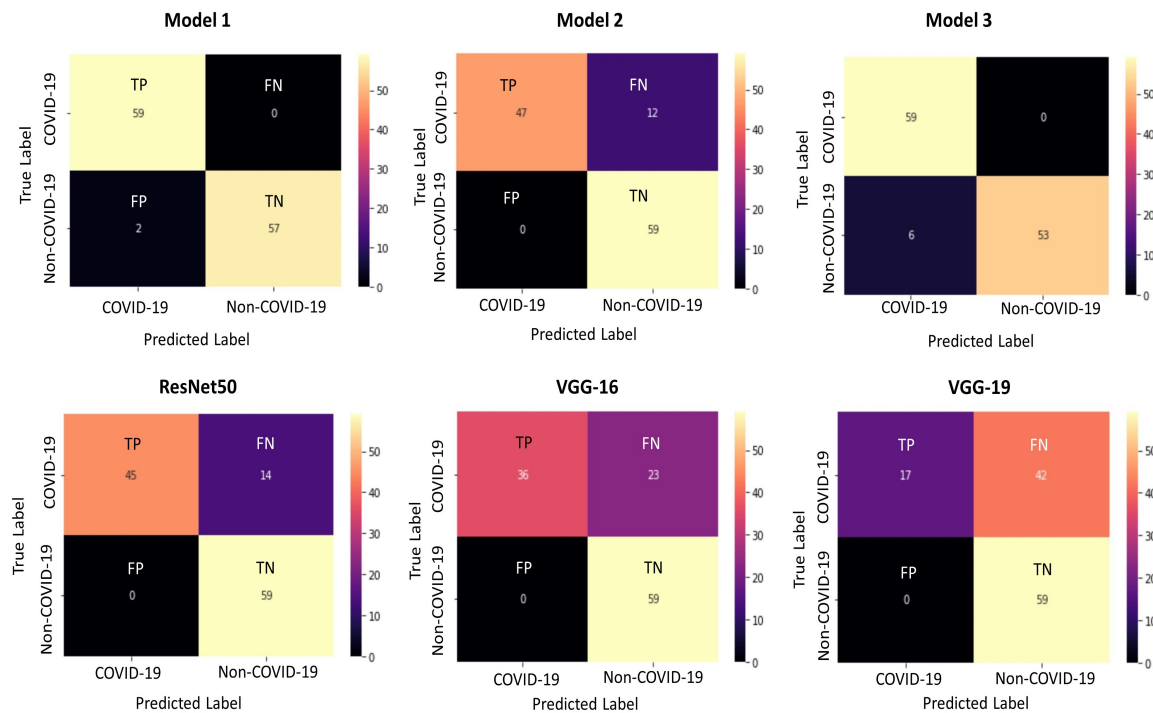 Model 1
Model 2
Model 3
True Label
COVID-19
Non-COVID-19
TP
FN
59
0
FP
TN
2
57
50
40
30
20
10
0
COVID-19
Non-COVID-19
Predicted Label
True Label
COVID-19
Non-COVID-19
TP
FN
47
12
FP
TN
0
59
50
40
30
20
10
0
COVID-19
Non-COVID-19
Predicted Label
True Label
COVID-19
Non-COVID-19
59
0
6
53
50
40
30
20
10
0
COVID-19
Non-COVID-19
Predicted Label
ResNet50
VGG-16
VGG-19
True Label
COVID-19
Non-COVID-19
TP
FN
45
14
FP
TN
0
59
50
40
30
20
10
0
COVID-19
Non-COVID-19
Predicted Label
True Label
COVID-19
Non-COVID-19
TP
FN
36
23
FP
TN
0
59
50
40
30
20
10
0
COVID-19
Non-COVID-19
Predicted Label
True Label
COVID-19
Non-COVID-19
TP
FN
17
42
FP
TN
0
59
50
40
30
20
10
0
COVID-19
Non-COVID-19
Predicted Label